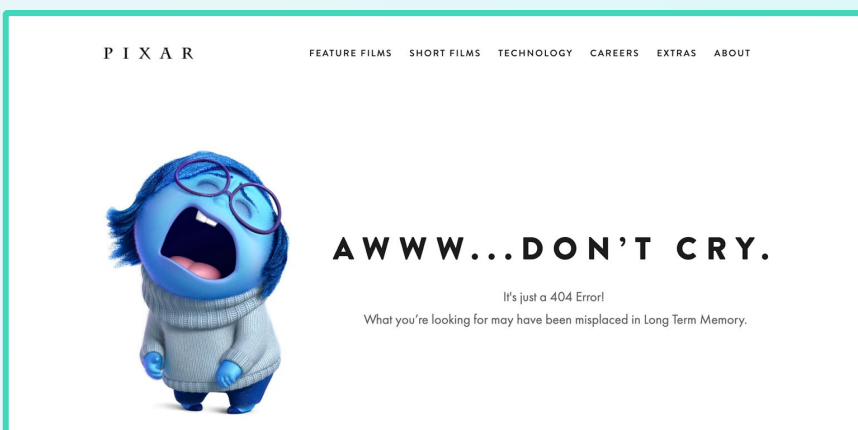 PIXAR
FEATURE FILMS SHORT FILMS TECHNOLOGY CAREERS EXTRAS ABOUT
AWWW...DON’T CRY.
It's just a 404 Error!
What you’re looking for may have been misplaced in Long Term Memory.